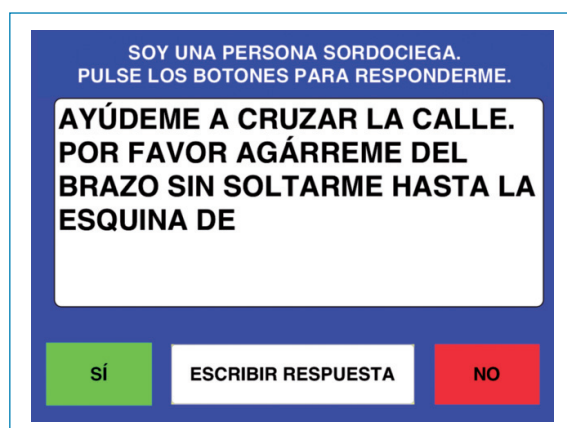 SOY UNA PERSONA SORDOCIEGA.
PULSE LOS BOTONES PARA RESPONDERME.
AYÚDEME A CRUZAR LA CALLE.
POR FAVOR AGÁRREME DEL
BRAZO SIN SOLTARME HASTA LA
ESQUINA DE
SÍ
ESCRIBIR RESPUESTA
NO